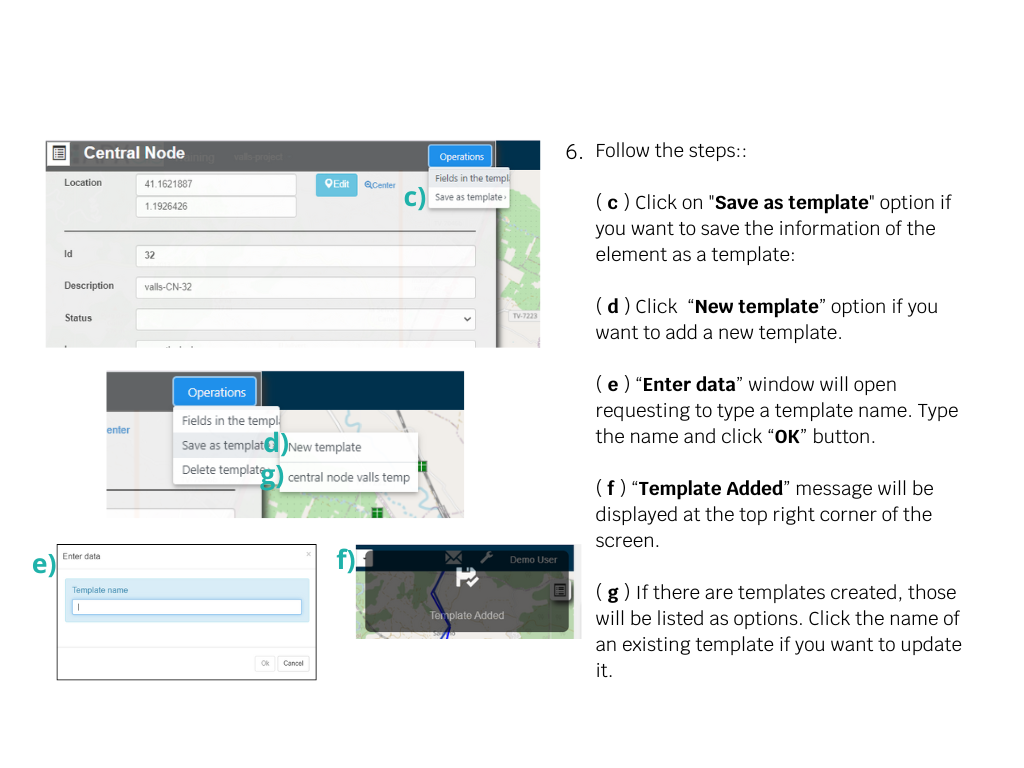 Central Node
valls-project
Operations
Location
41.1621887
Edit
Center
c)
Fields in the templ
Save as template
1.1926426
Id
32
Description
valls-CN-32
Status
TV-7223
Operations
enter
Fields in the templa
Save as template
d)
New template
Delete template
g)
central node valls temp
e)
Enter data
×
Template name
Ok
Cancel
f)
Demo User
Template Added
6. Follow the steps::
( c ) Click on "Save as template" option if
you want to save the information of the
element as a template:
( d ) Click “New template” option if you
want to add a new template.
( e ) “Enter data” window will open
requesting to type a template name. Type
the name and click “OK” button.
( f ) “Template Added” message will be
displayed at the top right corner of the
screen.
( g ) If there are templates created, those
will be listed as options. Click the name of
an existing template if you want to update
it.